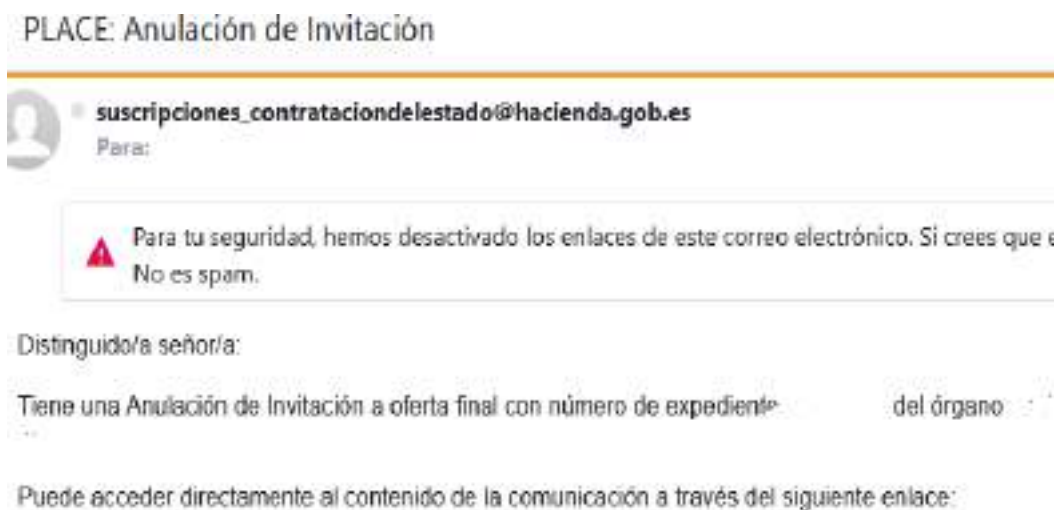 PLACE: Anulación de Invitación
suscripciones_contrataciondelestado@hacienda.gob.es
Para:
Para tu seguridad, hemos desactivado los enlaces de este correo electrónico. Si crees que e
No es spam.
Distinguido/a señor/a:
Tiene una Anulación de Invitación a oferta final con número de expediente del órgano
Puede acceder directamente al contenido de la comunicación a través del siguiente enlace: